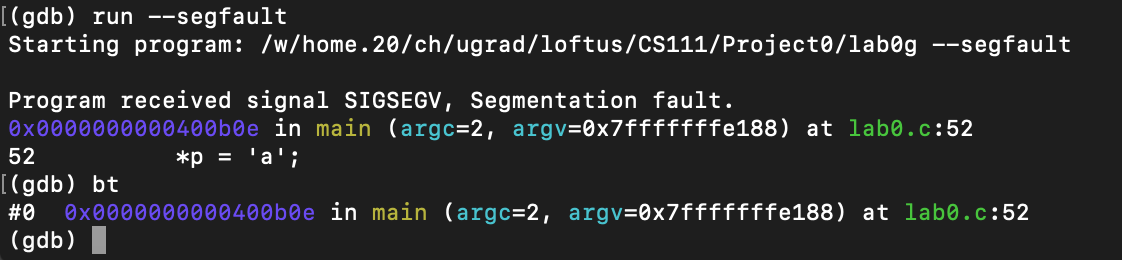 [(gdb) run --segfault
Starting program: /w/home.20/ch/ugrad/loftus/CS111/Project0/lab0g --segfault
Program received signal SIGSEGV, Segmentation fault.
0x0000000000400b0e in main (argc=2, argv=0x7fffffffe188) at lab0.c:52
52 *p = 'a';
[(gdb) bt
#0 0x0000000000400b0e in main (argc=2, argv=0x7fffffffe188) at lab0.c:52
(gdb)